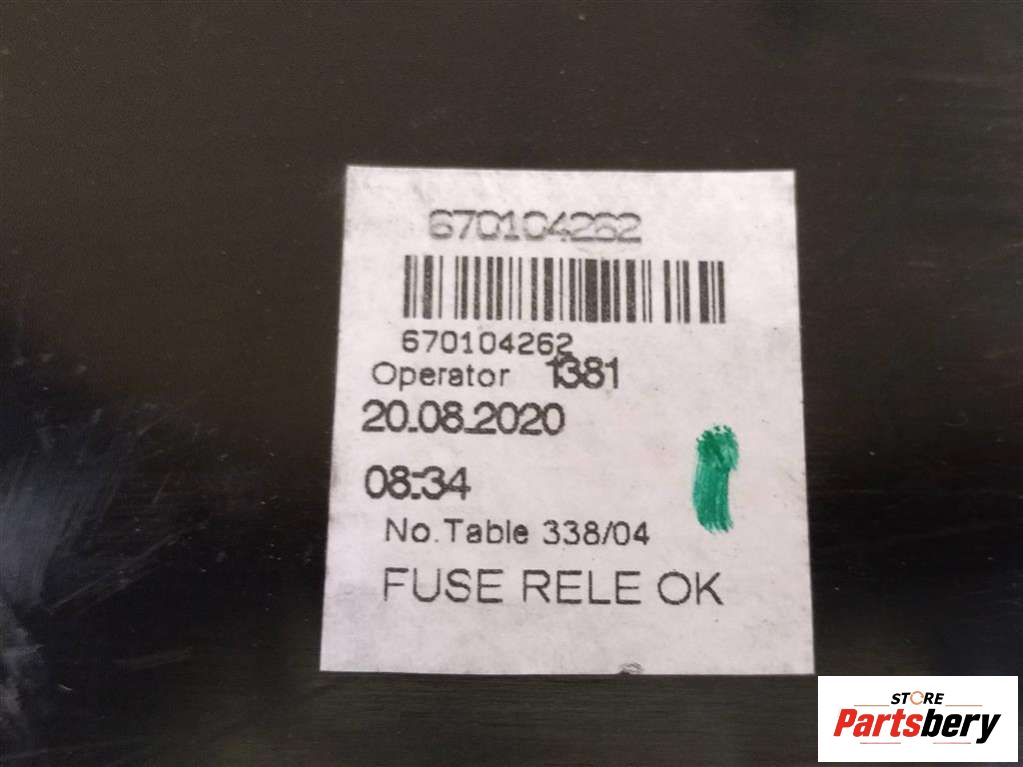 670104262
670104262
Operator 1381
20.08.2020
08:34
No. Table 338/04
FUSE RELE OK
STORE
Partsbery